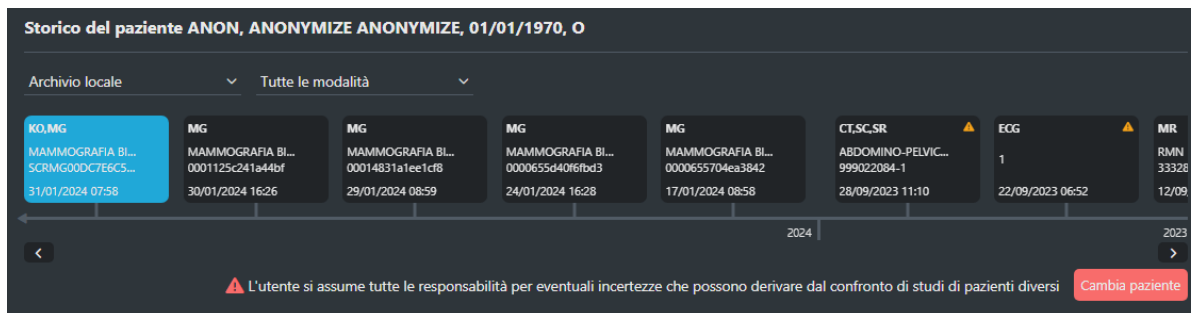 Storico del paziente ANON, ANONYMIZE ANONYMIZE, 01/01/1970, O
Archivio locale Tutte le modalità
KO,MG MG MG MG MG CT,SC,SR ECG MR
MAMMOGRAFIA BI... MAMMOGRAFIA BI... MAMMOGRAFIA BI... MAMMOGRAFIA BI... MAMMOGRAFIA BI... ABDOMINO-PELVIC... 1 RMN
SCRMG00DC7E6C5... 0001125c241a44bf 00014831a1ee1cf8 0000655d40f6fbd3 0000655704ea3842 999022084-1 33328
31/01/2024 07:58 30/01/2024 16:26 29/01/2024 08:59 24/01/2024 16:28 17/01/2024 08:58 28/09/2023 11:10 22/09/2023 06:52 12/09
2024 2023
L'utente si assume tutte le responsabilità per eventuali incertezze che possono derivare dal confronto di studi di pazienti diversi Cambia paziente